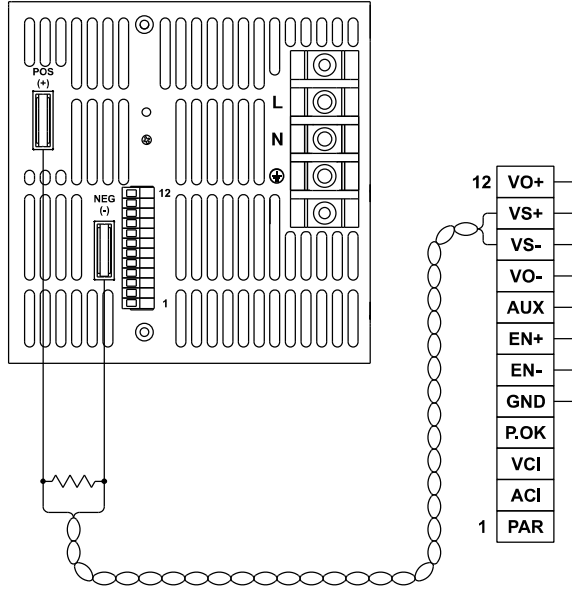 POS
(+)
L
N
NEG
(-)
12
1
12 VO+
VS+
VS-
VO-
AUX
EN+
EN-
GND
P.OK
VCI
ACI
1 PAR